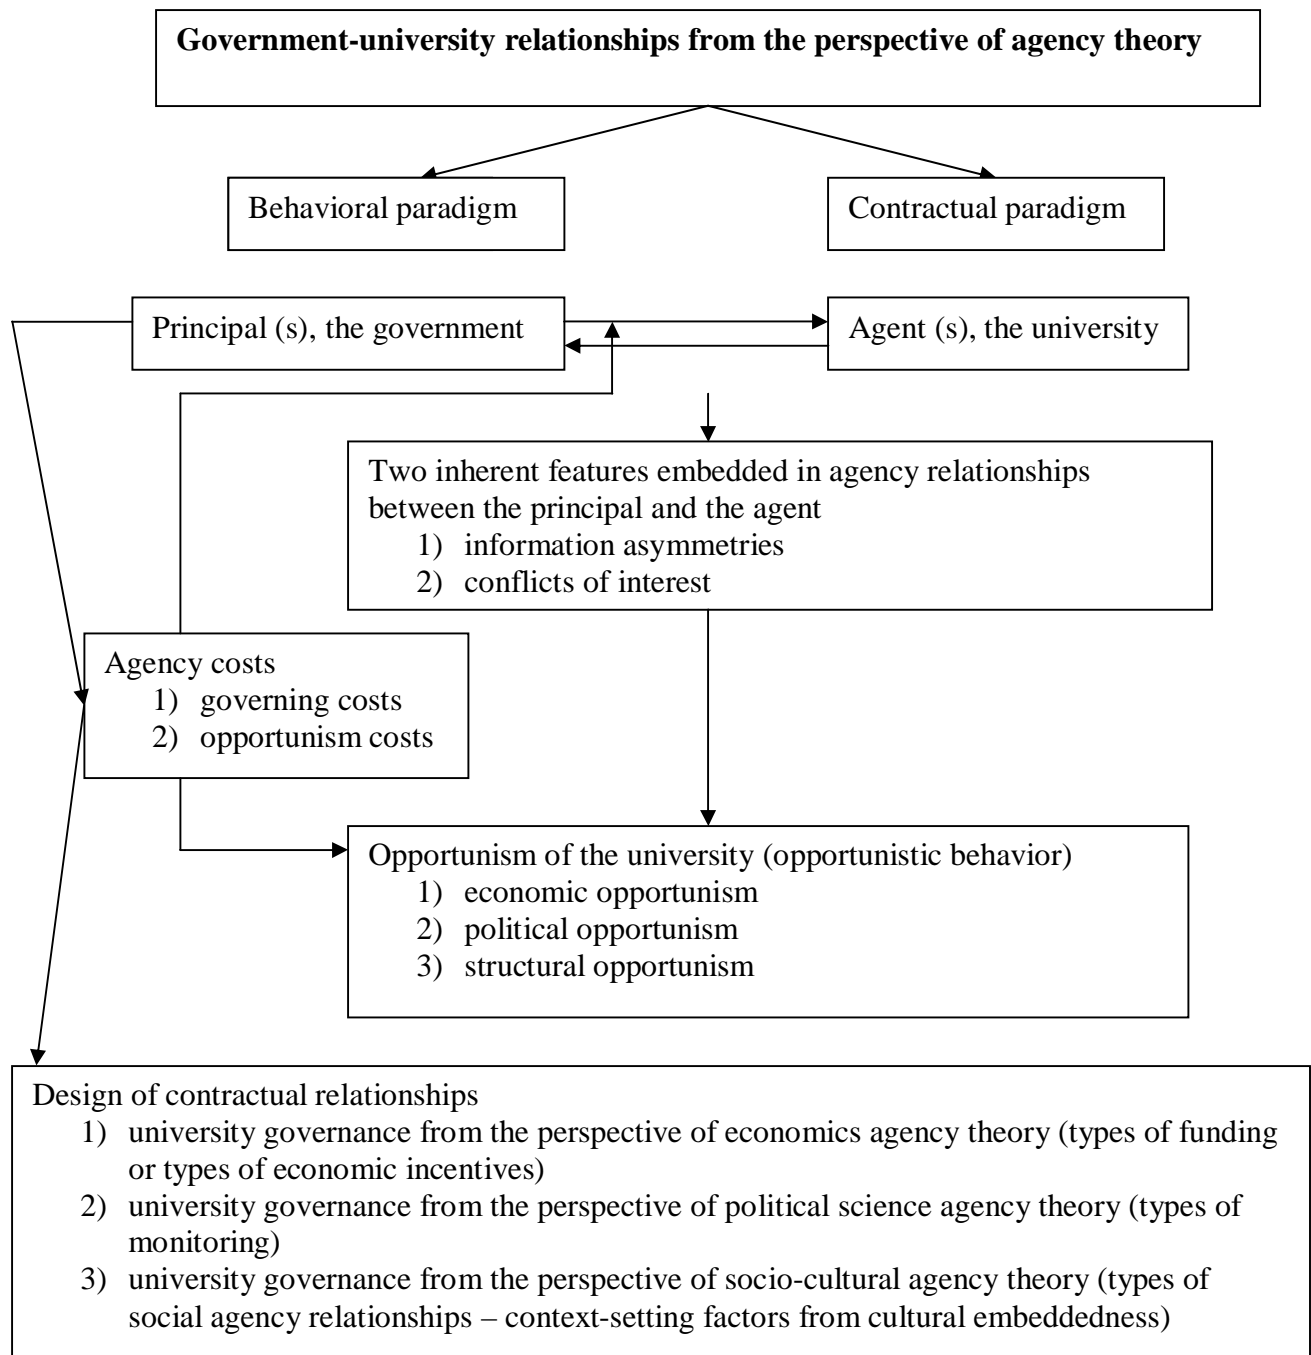 Government-university relationships from the perspective of agency theory
Behavioral paradigm
Contractual paradigm
Principal (s), the government
Agent (s), the university
Two inherent features embedded in agency relationships
between the principal and the agent
1) information asymmetries
2) conflicts of interest
Agency costs
1) governing costs
2) opportunism costs
Opportunism of the university (opportunistic behavior)
1) economic opportunism
2) political opportunism
3) structural opportunism
Design of contractual relationships
1) university governance from the perspective of economics agency theory (types of funding
or types of economic incentives)
2) university governance from the perspective of political science agency theory (types of
monitoring)
3) university governance from the perspective of socio-cultural agency theory (types of
social agency relationships – context-setting factors from cultural embeddedness)